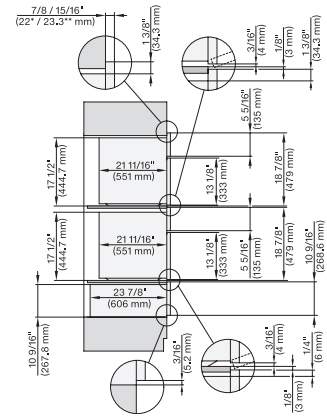 7/8 / 15/16"
(22* / 23.3** mm)
1 3/8"
(34.3 mm)
3/16"
(4 mm)
1/8"
(3 mm)
1 3/8"
(34.3 mm)
5 5/16"
(135 mm)
17 1/2"
(444.7 mm)
21 11/16"
(551 mm)
13 1/8"
(333 mm)
18 7/8"
(479 mm)
17 1/2"
(444.7 mm)
21 11/16"
(551 mm)
13 1/8"
(333 mm)
5 5/16"
(135 mm)
18 7/8"
(479 mm)
10 9/16"
(268.6 mm)
23 7/8"
(606 mm)
10 9/16"
(267.8 mm)
3/16"
(5.2 mm)
3/16"
(4 mm)
1/8"
(3 mm)
1/4"
(6 mm)